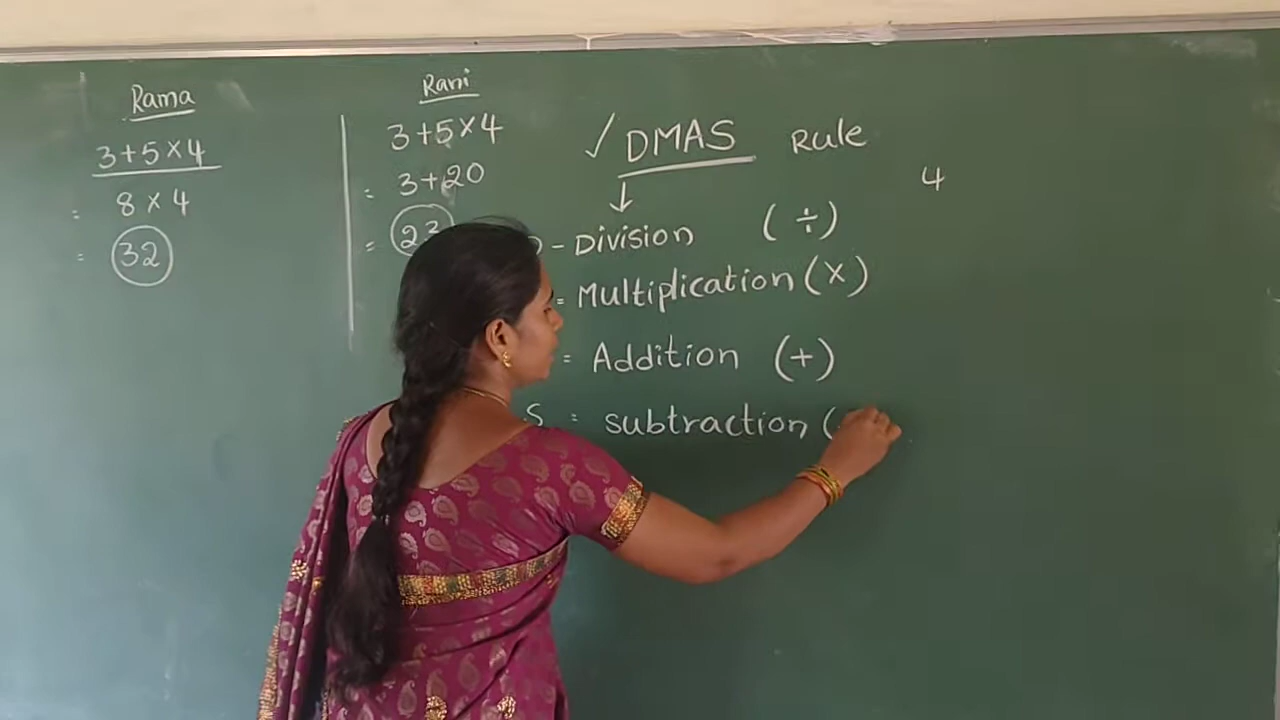 Rama
3+5×4
= 8×4
= 32
Rani
3+5×4
= 3+20
= 23
✓ DMAS Rule
↓
4
D - Division (÷)
= Multiplication (×)
= Addition (+)
S = subtraction (